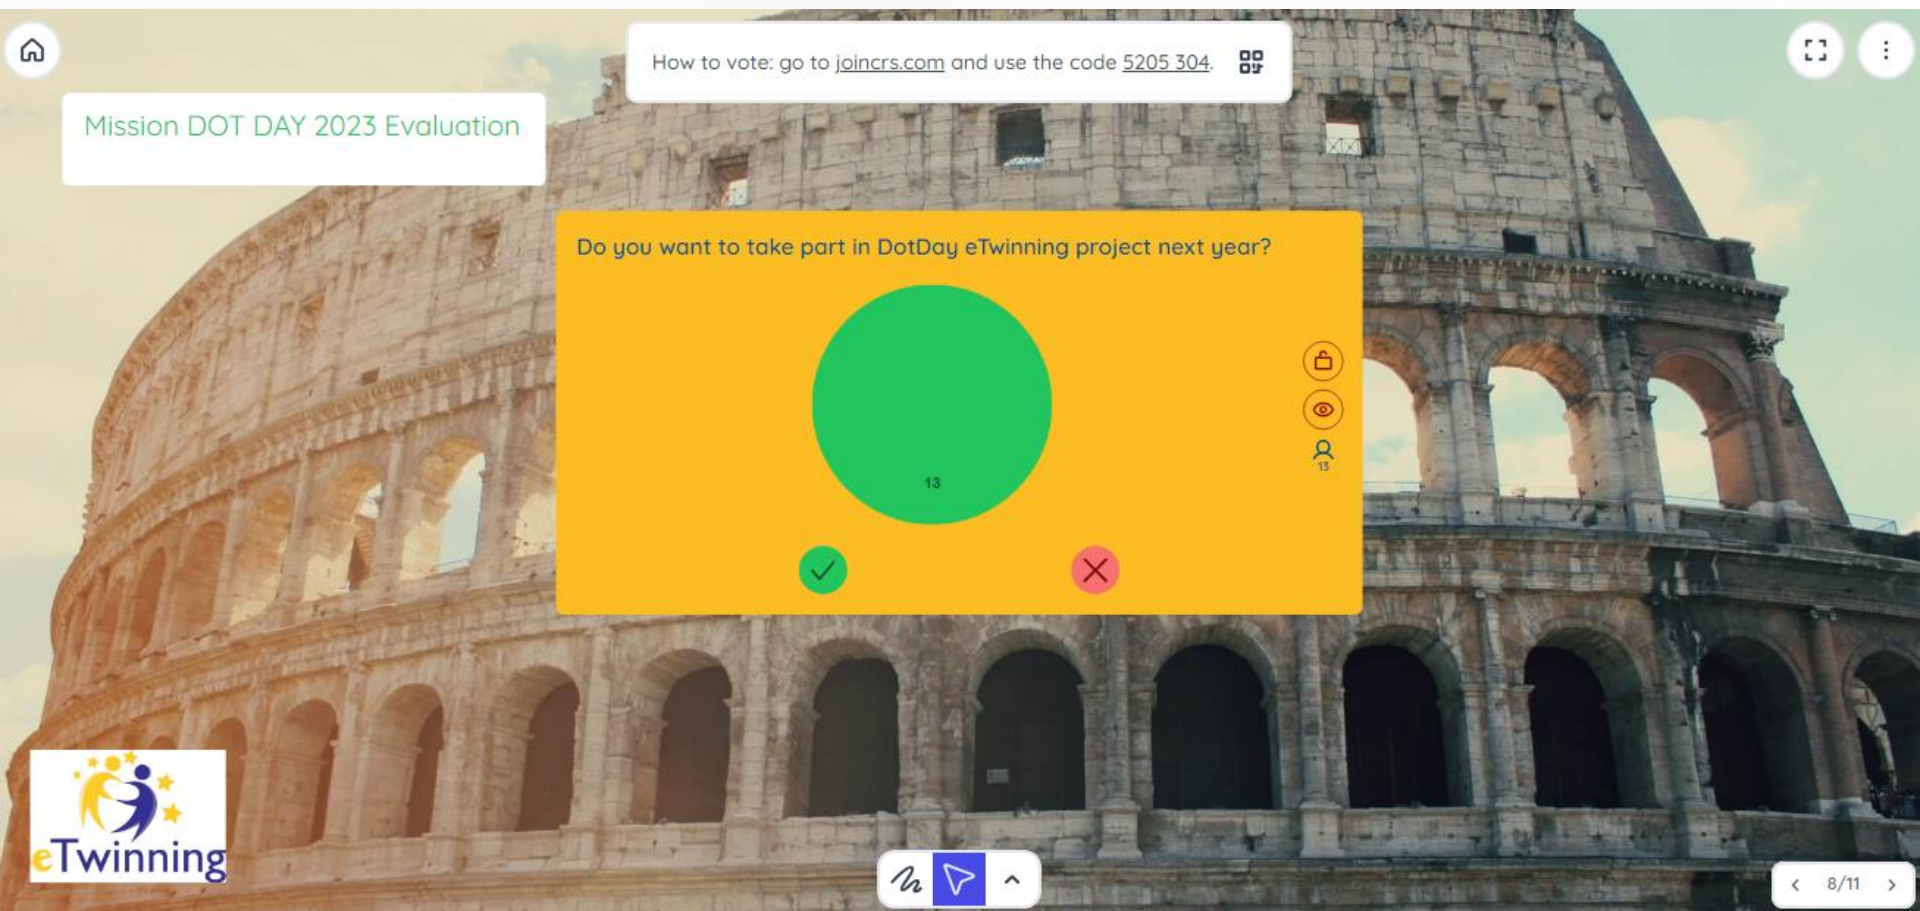 How to vote: go to joincrs.com and use the code 5205 304.
Mission DOT DAY 2023 Evaluation
Do you want to take part in DotDay eTwinning project next year?
13
13
eTwinning
8/11